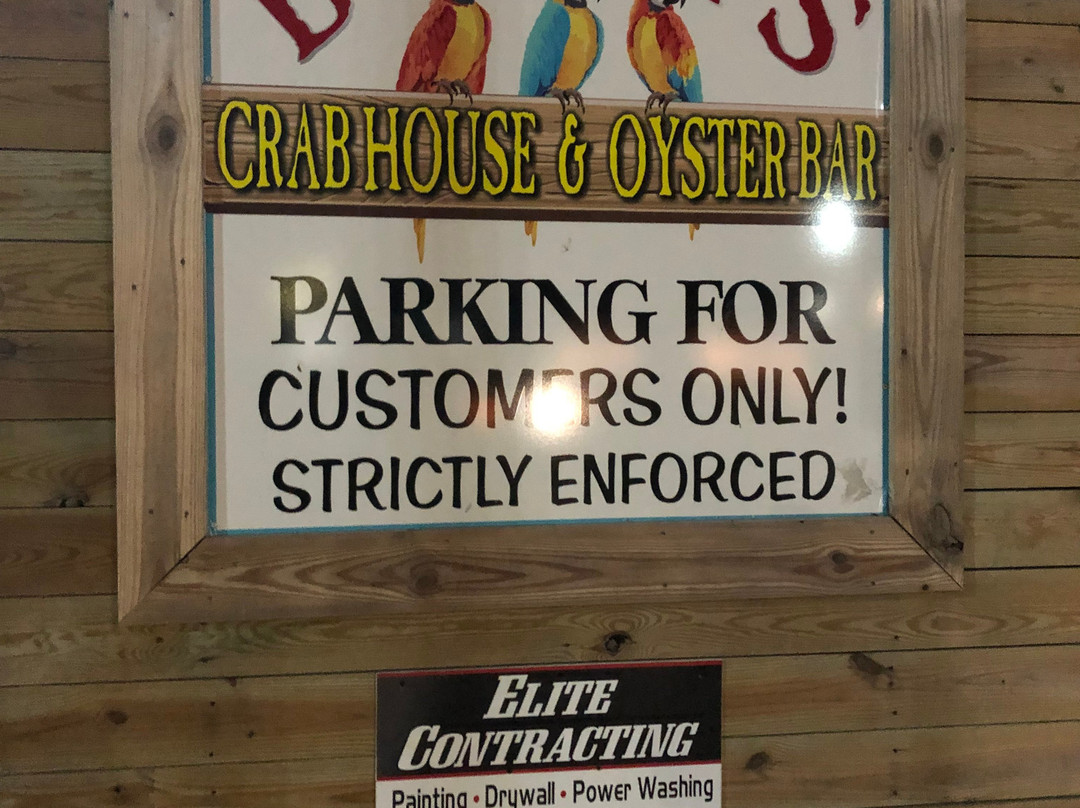 CRAB HOUSE & OYSTER BAR
PARKING FOR
CUSTOMERS ONLY!
STRICTLY ENFORCED
ELITE
CONTRACTING
Painting • Drywall • Power Washing